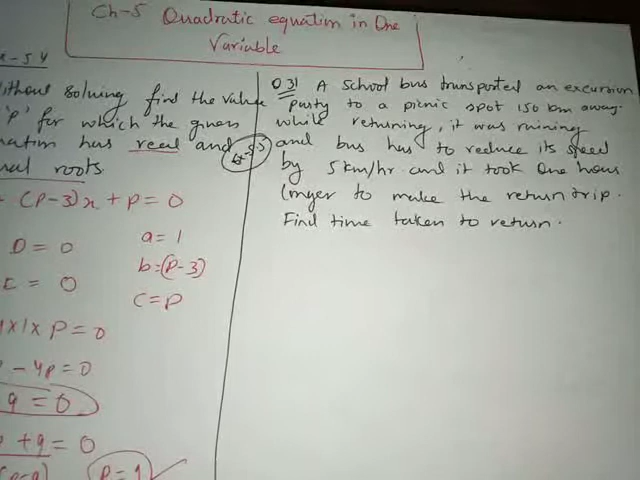 Ch-5 Quadratic equation in One
Variable
5.4
without solving find the value
'p' for which the given
has real and
roots
(P-3)x + P = 0
D = 0
a = 1
b = (P-3)
= 0
C = P
x1x P = 0
- 4P = 0
9 = 0
+ 9 = 0
P = 1
Q31 A school bus transported an excursion
party to a picnic spot 150 km away.
while returning, it was raining
and bus has to reduce its speed
by 5 km/hr and it took One hour
longer to make the return trip.
Find time taken to return.